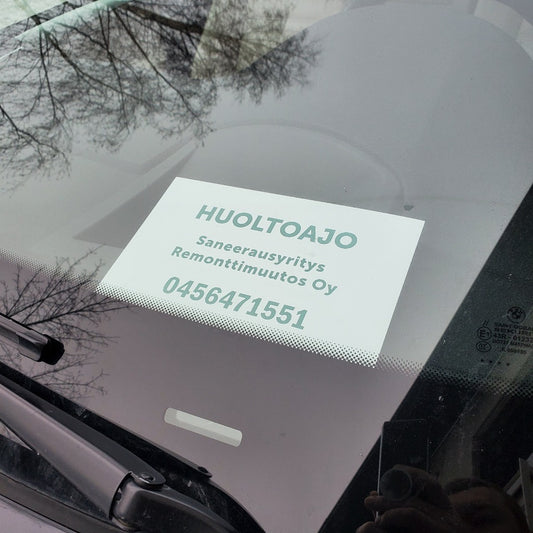 HUOLTOAJO
Saneerausyritys
Remonttimuutos Oy
0456471551